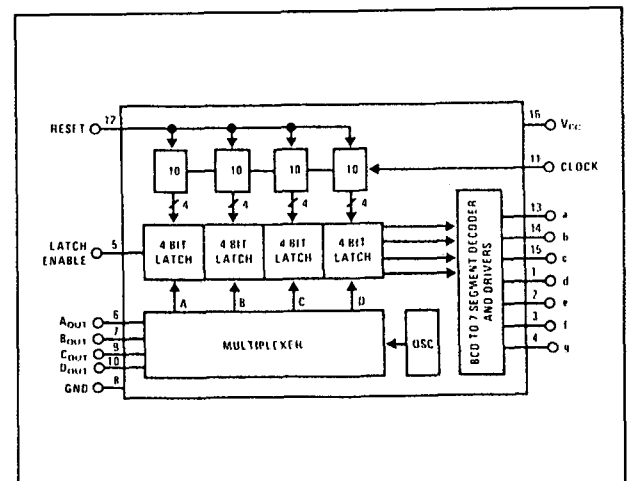 RESET 12
16 VCC
10 10 10 10
11 CLOCK
4 4 4 4
13 a
14 b
15 c
1 d
2 e
3 f
4 g
LATCH ENABLE 5
4 BIT LATCH
4 BIT LATCH
4 BIT LATCH
4 BIT LATCH
BCD TO 7 SEGMENT DECODER AND DRIVERS
A B C D
AOUT 6
BOUT 7
COUT 9
DOUT 10
GND 8
MULTIPLEXER
OSC